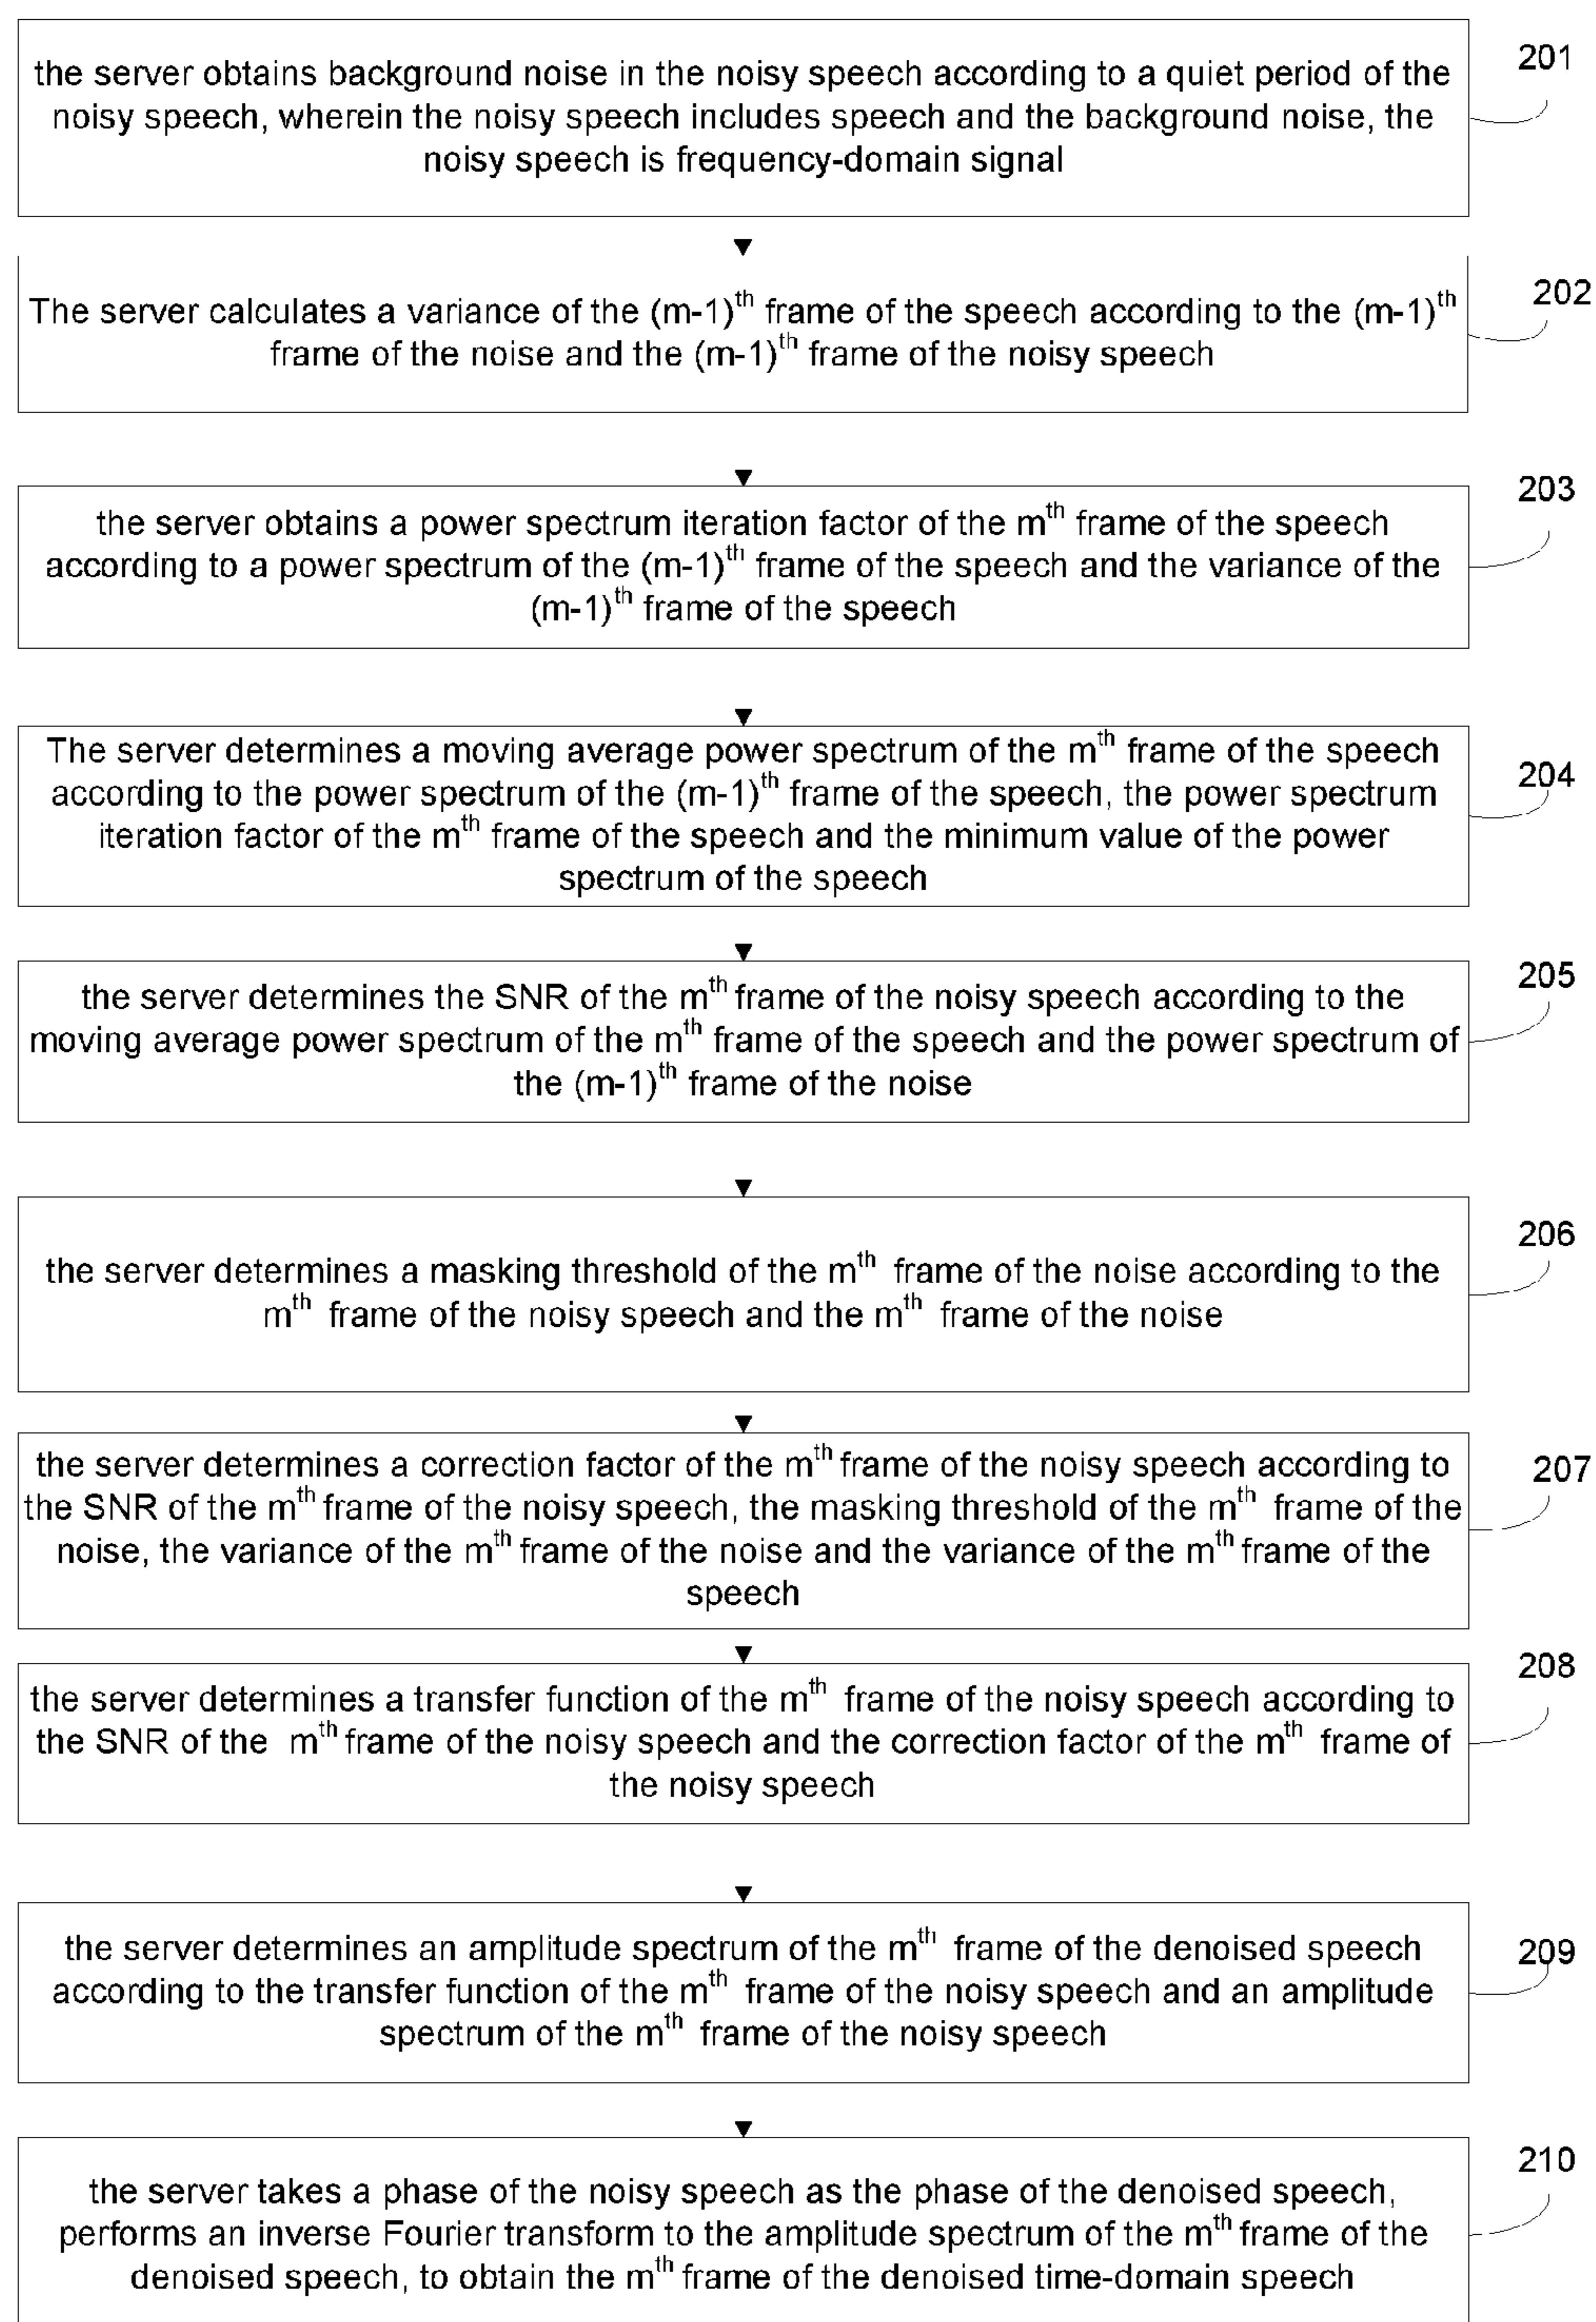 201
the server obtains background noise in the noisy speech according to a quiet period of the
noisy speech, wherein the noisy speech includes speech and the background noise, the
noisy speech is frequency-domain signal
202
The server calculates a variance of the (m-1)th frame of the speech according to the (m-1)th
frame of the noise and the (m-1)th frame of the noisy speech
203
the server obtains a power spectrum iteration factor of the mth frame of the speech
according to a power spectrum of the (m-1)th frame of the speech and the variance of the
(m-1)th frame of the speech
204
The server determines a moving average power spectrum of the mth frame of the speech
according to the power spectrum of the (m-1)th frame of the speech, the power spectrum
iteration factor of the mth frame of the speech and the minimum value of the power
spectrum of the speech
205
the server determines the SNR of the mth frame of the noisy speech according to the
moving average power spectrum of the mth frame of the speech and the power spectrum of
the (m-1)th frame of the noise
206
the server determines a masking threshold of the mth frame of the noise according to the
mth frame of the noisy speech and the mth frame of the noise
207
the server determines a correction factor of the mth frame of the noisy speech according to
the SNR of the mth frame of the noisy speech, the masking threshold of the mth frame of the
noise, the variance of the mth frame of the noise and the variance of the mth frame of the
speech
208
the server determines a transfer function of the mth frame of the noisy speech according to
the SNR of the mth frame of the noisy speech and the correction factor of the mth frame of
the noisy speech
209
the server determines an amplitude spectrum of the mth frame of the denoised speech
according to the transfer function of the mth frame of the noisy speech and an amplitude
spectrum of the mth frame of the noisy speech
210
the server takes a phase of the noisy speech as the phase of the denoised speech,
performs an inverse Fourier transform to the amplitude spectrum of the mth frame of the
denoised speech, to obtain the mth frame of the denoised time-domain speech